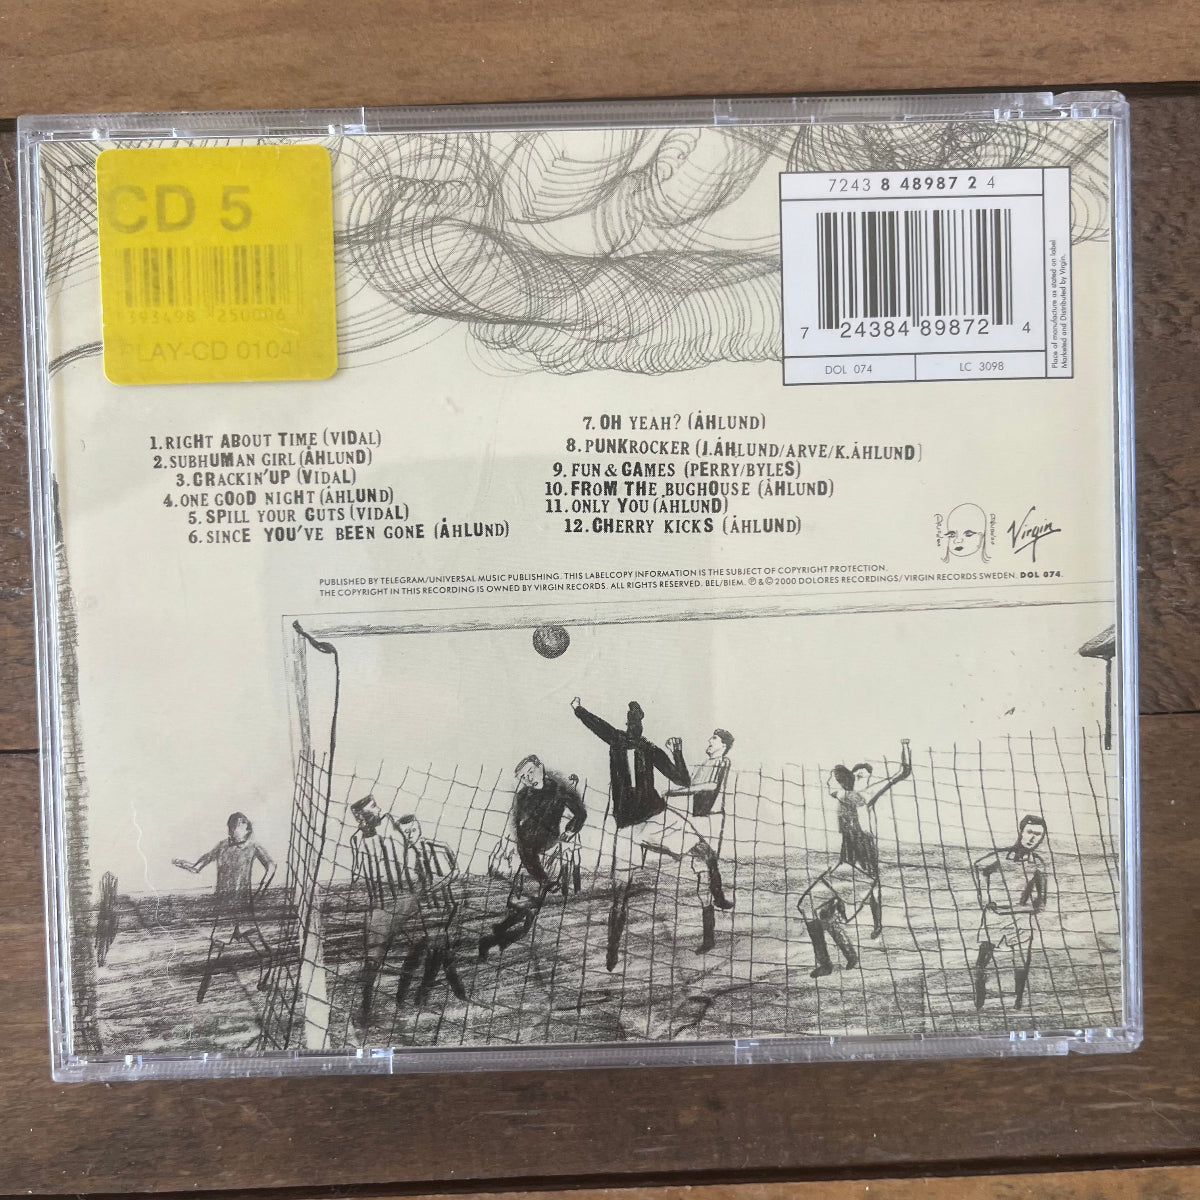 CD 5
PLAY-CD 0104
7243 8 48987 2 4
7 24384 89872 4
DOL 074
LC 3098
Place of manufacture as stated on label
Marketed and Distributed by Virgin.
1.RIGHT ABOUT TIME (VIDAL)
2.SUBHUMAN GIRL (ÅHLUND)
3.CRACKIN'UP (VIDAL)
4.ONE GOOD NIGHT (ÅHLUND)
5. SPILL YOUR GUTS (VIDAL)
6. SINCE YOU'VE BEEN GONE (ÅHLUND)
7. OH YEAH? (ÅHLUND)
8. PUNKROCKER (J.ÅHLUND/ARVE/K.ÅHLUND)
9. FUN & GAMES (PERRY/BYLES)
10. FROM THE BUGHOUSE (ÅHLUND)
11. ONLY YOU (ÅHLUND)
12. CHERRY KICKS (ÅHLUND)
Virgin
PUBLISHED BY TELEGRAM/UNIVERSAL MUSIC PUBLISHING. THIS LABELCOPY INFORMATION IS THE SUBJECT OF COPYRIGHT PROTECTION.
THE COPYRIGHT IN THIS RECORDING IS OWNED BY VIRGIN RECORDS. ALL RIGHTS RESERVED. BEL/BIEM. ℗ & © 2000 DOLORES RECORDINGS/ VIRGIN RECORDS SWEDEN. DOL 074.